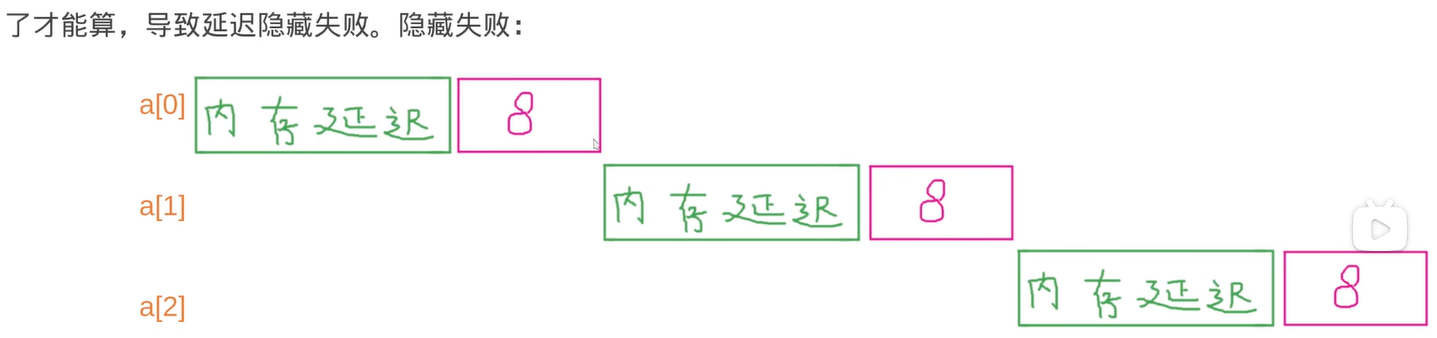 了才能算，导致延迟隐藏失败。隐藏失败：
a[0] 内存延迟 8
a[1] 内存延迟 8
a[2] 内存延迟 8